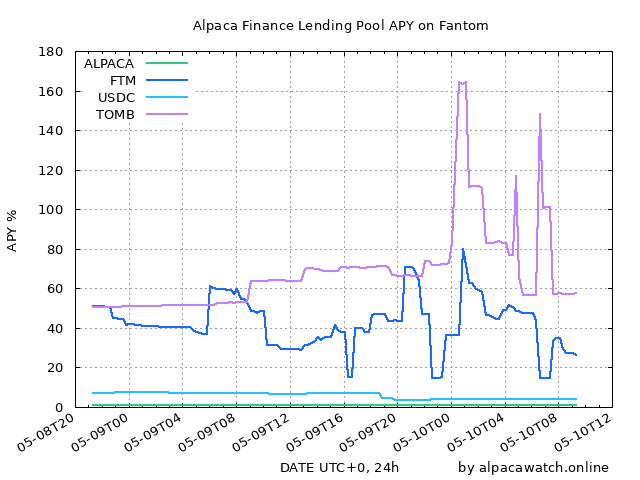 Alpaca Finance Lending Pool APY on Fantom
180
160
140
120
100
80
60
40
20
0
APY %
ALPACA
FTM
USDC
TOMB
05-08T20
05-09T00
05-09T04
05-09T08
05-09T12
05-09T16
05-09T20
05-10T00
05-10T04
05-10T08
05-10T12
DATE UTC+0, 24h
by alpacawatch.online